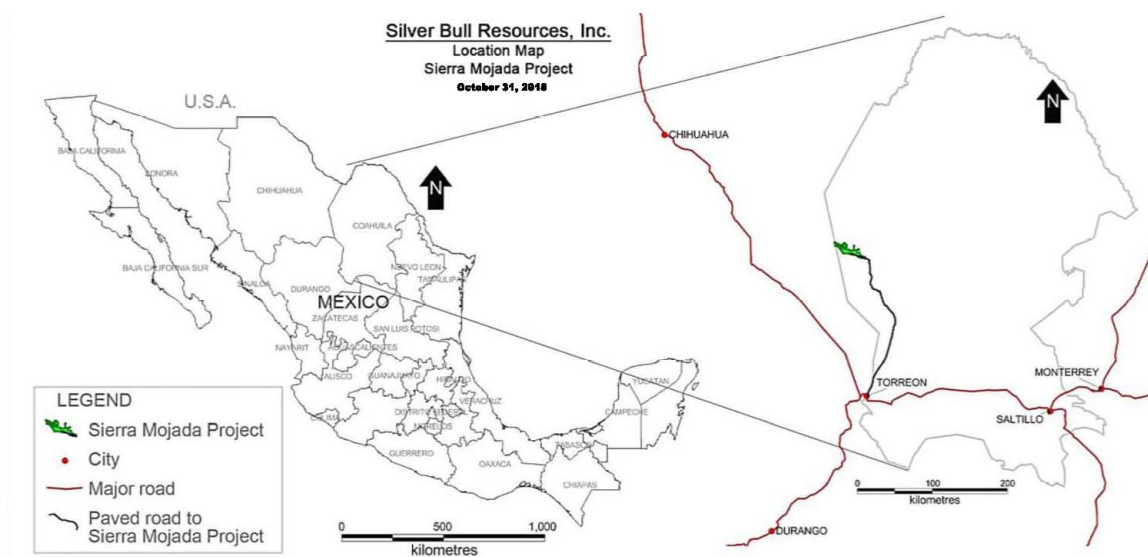 Silver Bull Resources, Inc.
Location Map
Sierra Mojada Project
October 31, 2018
U.S.A.
BAJA CALIFORNIA
SONORA
CHIHUAHUA
N
COAHUILA
BAJA CALIFORNIA SUR
NUEVO LEON
TAMAULIPAS
SINALOA
DURANGO
MEXICO
ZACATECAS
SAN LUIS POTOSI
NAYARIT
AGUASCALIENTES
JALISCO
GUANAJUATO
HIDALGO
YUCATAN
VERACRUZ
COLIMA
DISTRITO FEDERAL
CAMPECHE
MORELOS
TABASCO
GUERRERO
OAXACA
CHIAPAS
0 500 1,000
kilometres
LEGEND
Sierra Mojada Project
City
Major road
Paved road to
Sierra Mojada Project
N
CHIHUAHUA
TORREON
MONTERREY
SALTILLO
0 100 200
kilometres
DURANGO